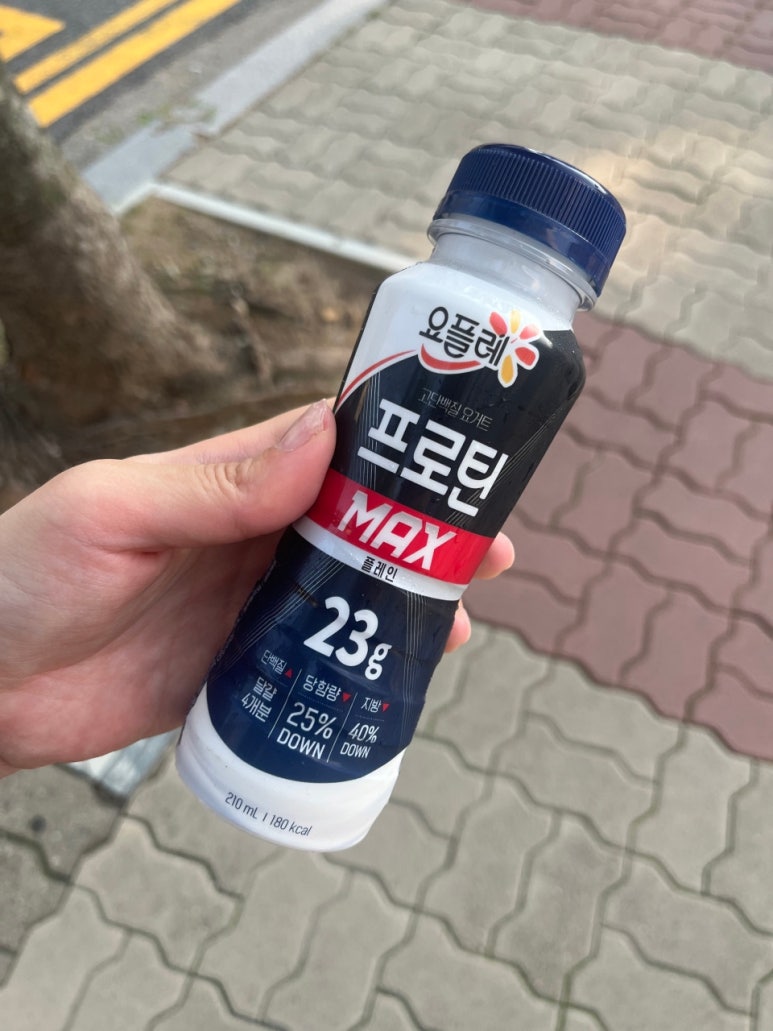 요플레
고단백질 요거트
프로틴
MAX
플레인
23g
단백질▲
달걀
4개분
당함량▼
25%
DOWN
지방▼
40%
DOWN
210 mL I 180 kcal